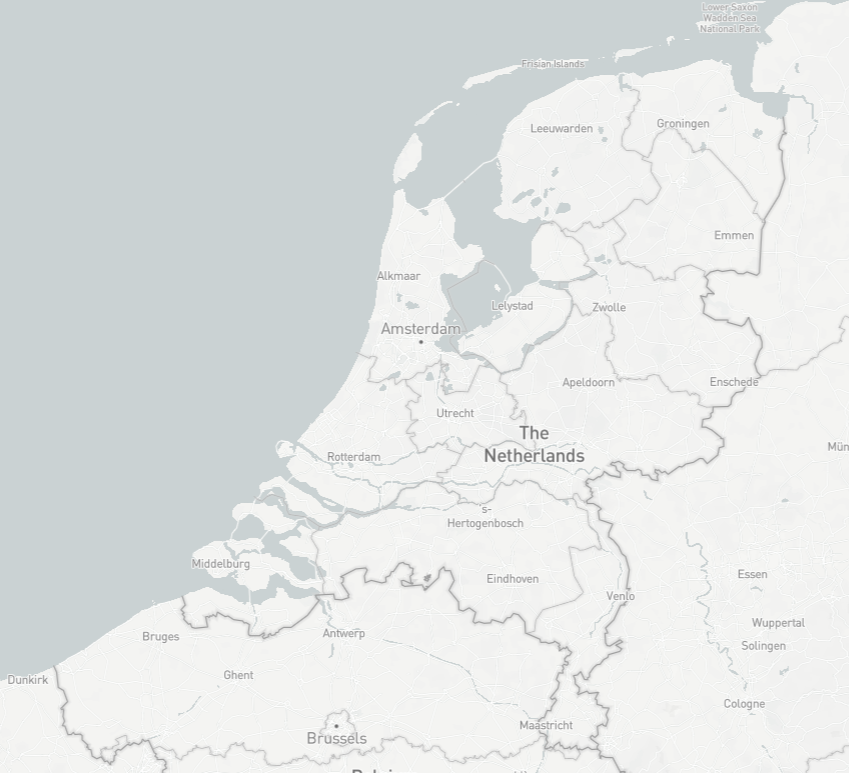 Lower Saxon
Wadden Sea
National Park
Frisian Islands
Leeuwarden
Groningen
Emmen
Alkmaar
Lelystad
Zwolle
Amsterdam
Apeldoorn
Enschede
Utrecht
The
Netherlands
Mün
Rotterdam
s-
Hertogenbosch
Middelburg
Eindhoven
Essen
Venlo
Wuppertal
Bruges
Antwerp
Solingen
Ghent
Dunkirk
Cologne
Maastricht
Brussels